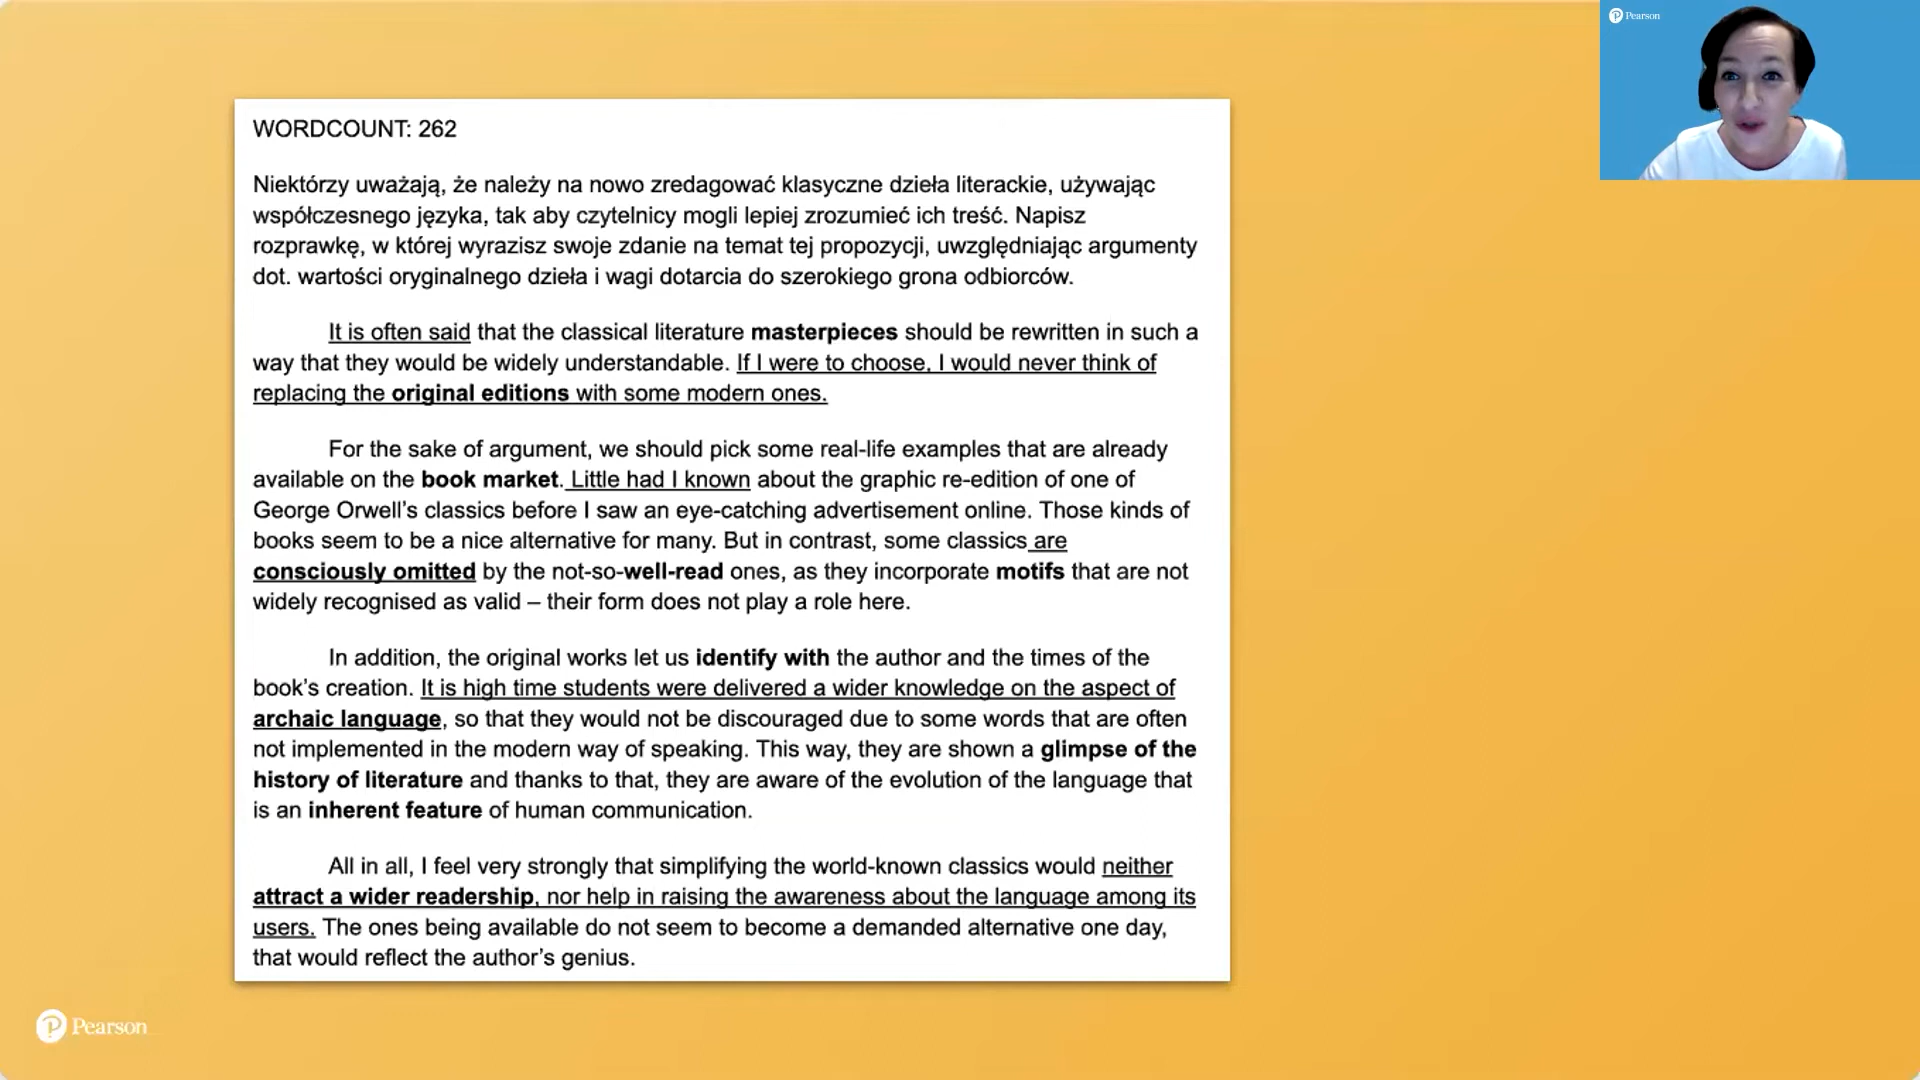 Pearson
WORDCOUNT: 262
Niektórzy uważają, że należy na nowo zredagować klasyczne dzieła literackie, używając
współczesnego języka, tak aby czytelnicy mogli lepiej zrozumieć ich treść. Napisz
rozprawkę, w której wyrazisz swoje zdanie na temat tej propozycji, uwzględniając argumenty
dot. wartości oryginalnego dzieła i wagi dotarcia do szerokiego grona odbiorców.
It is often said that the classical literature masterpieces should be rewritten in such a
way that they would be widely understandable. If I were to choose, I would never think of
replacing the original editions with some modern ones.
For the sake of argument, we should pick some real-life examples that are already
available on the book market. Little had I known about the graphic re-edition of one of
George Orwell’s classics before I saw an eye-catching advertisement online. Those kinds of
books seem to be a nice alternative for many. But in contrast, some classics are
consciously omitted by the not-so-well-read ones, as they incorporate motifs that are not
widely recognised as valid – their form does not play a role here.
In addition, the original works let us identify with the author and the times of the
book’s creation. It is high time students were delivered a wider knowledge on the aspect of
archaic language, so that they would not be discouraged due to some words that are often
not implemented in the modern way of speaking. This way, they are shown a glimpse of the
history of literature and thanks to that, they are aware of the evolution of the language that
is an inherent feature of human communication.
All in all, I feel very strongly that simplifying the world-known classics would neither
attract a wider readership, nor help in raising the awareness about the language among its
users. The ones being available do not seem to become a demanded alternative one day,
that would reflect the author’s genius.
Pearson